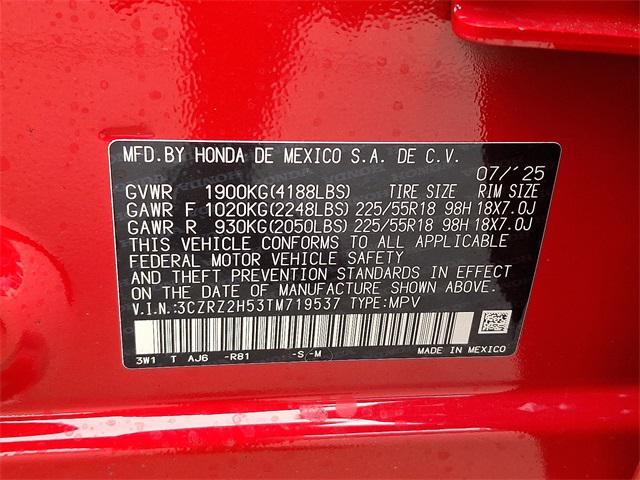 MFD.BY HONDA DE MEXICO S.A. DE C.V.
07/'25
GVWR 1900KG(4188LBS) TIRE SIZE RIM SIZE
GAWR F 1020KG(2248LBS) 225/55R18 98H 18X7.0J
GAWR R 930KG(2050LBS) 225/55R18 98H 18X7.0J
THIS VEHICLE CONFORMS TO ALL APPLICABLE
FEDERAL MOTOR VEHICLE SAFETY
AND THEFT PREVENTION STANDARDS IN EFFECT
ON THE DATE OF MANUFACTURE SHOWN ABOVE.
V.I.N.:3CZRZ2H53TM719537 TYPE:MPV
3W1 T AJ6 -R81 -S -M MADE IN MEXICO